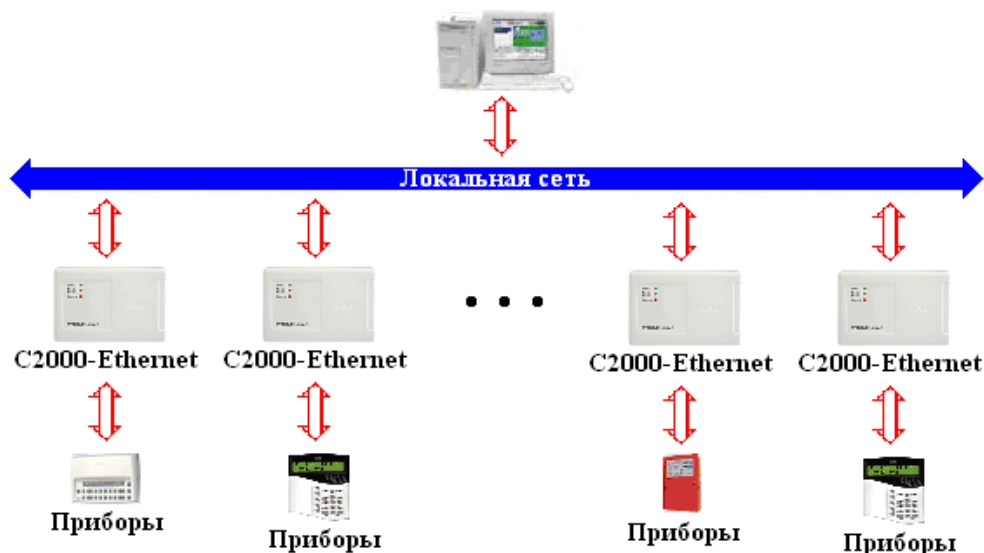 Локальная сеть
С2000-Ethernet
С2000-Ethernet
С2000-Ethernet
С2000-Ethernet
Приборы
Приборы
Приборы
Приборы